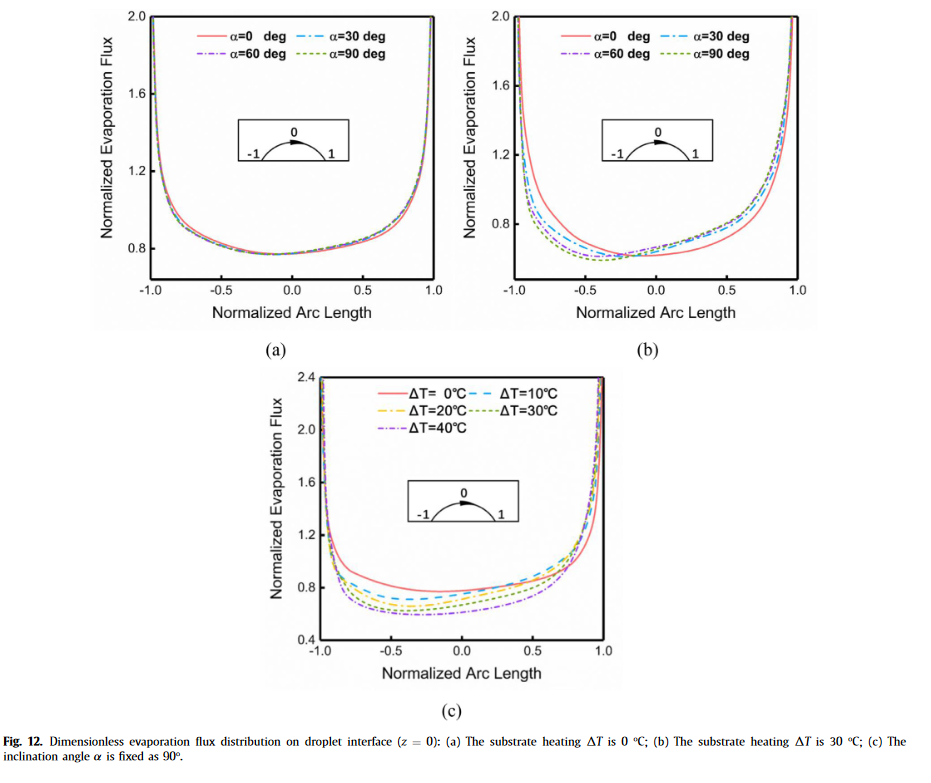 2.0
1.6
1.2
0.8
Normalized Evaporation Flux
α=0 deg α=30 deg
α=60 deg α=90 deg
0
-1 1
-1.0 -0.5 0.0 0.5 1.0
Normalized Arc Length
(a)
2.0
1.6
1.2
0.8
Normalized Evaporation Flux
α=0 deg α=30 deg
α=60 deg α=90 deg
0
-1 1
-1.0 -0.5 0.0 0.5 1.0
Normalized Arc Length
(b)
2.4
2.0
1.6
1.2
0.8
0.4
Normalized Evaporation Flux
ΔT= 0℃ ΔT=10℃
ΔT=20℃ ΔT=30℃
ΔT=40℃
0
-1 1
-1.0 -0.5 0.0 0.5 1.0
Normalized Arc Length
(c)
Fig. 12. Dimensionless evaporation flux distribution on droplet interface (z = 0): (a) The substrate heating ΔT is 0 °C; (b) The substrate heating ΔT is 30 °C; (c) The
inclination angle α is fixed as 90°.